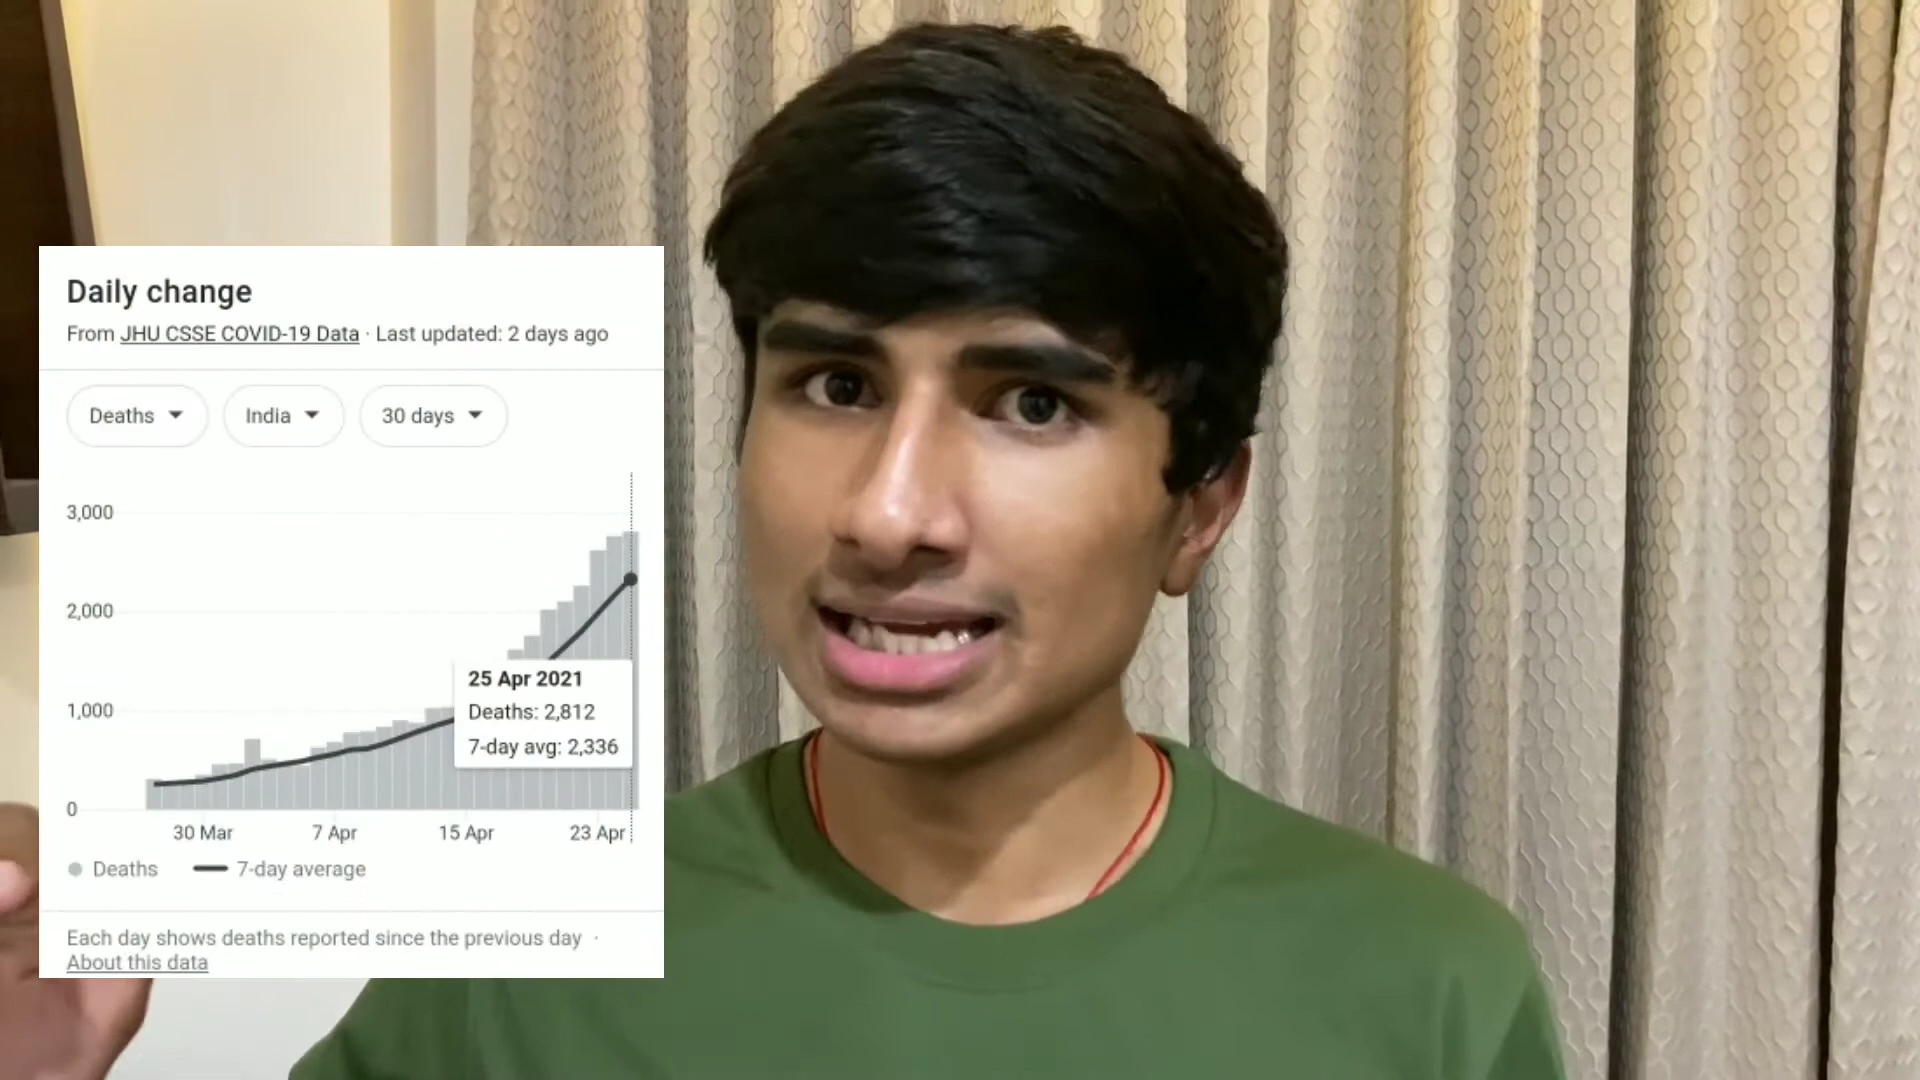 Daily change
From JHU CSSE COVID-19 Data · Last updated: 2 days ago
Deaths India 30 days
3,000
2,000
1,000
0
25 Apr 2021
Deaths: 2,812
7-day avg: 2,336
30 Mar 7 Apr 15 Apr 23 Apr
Deaths 7-day average
Each day shows deaths reported since the previous day ·
About this data